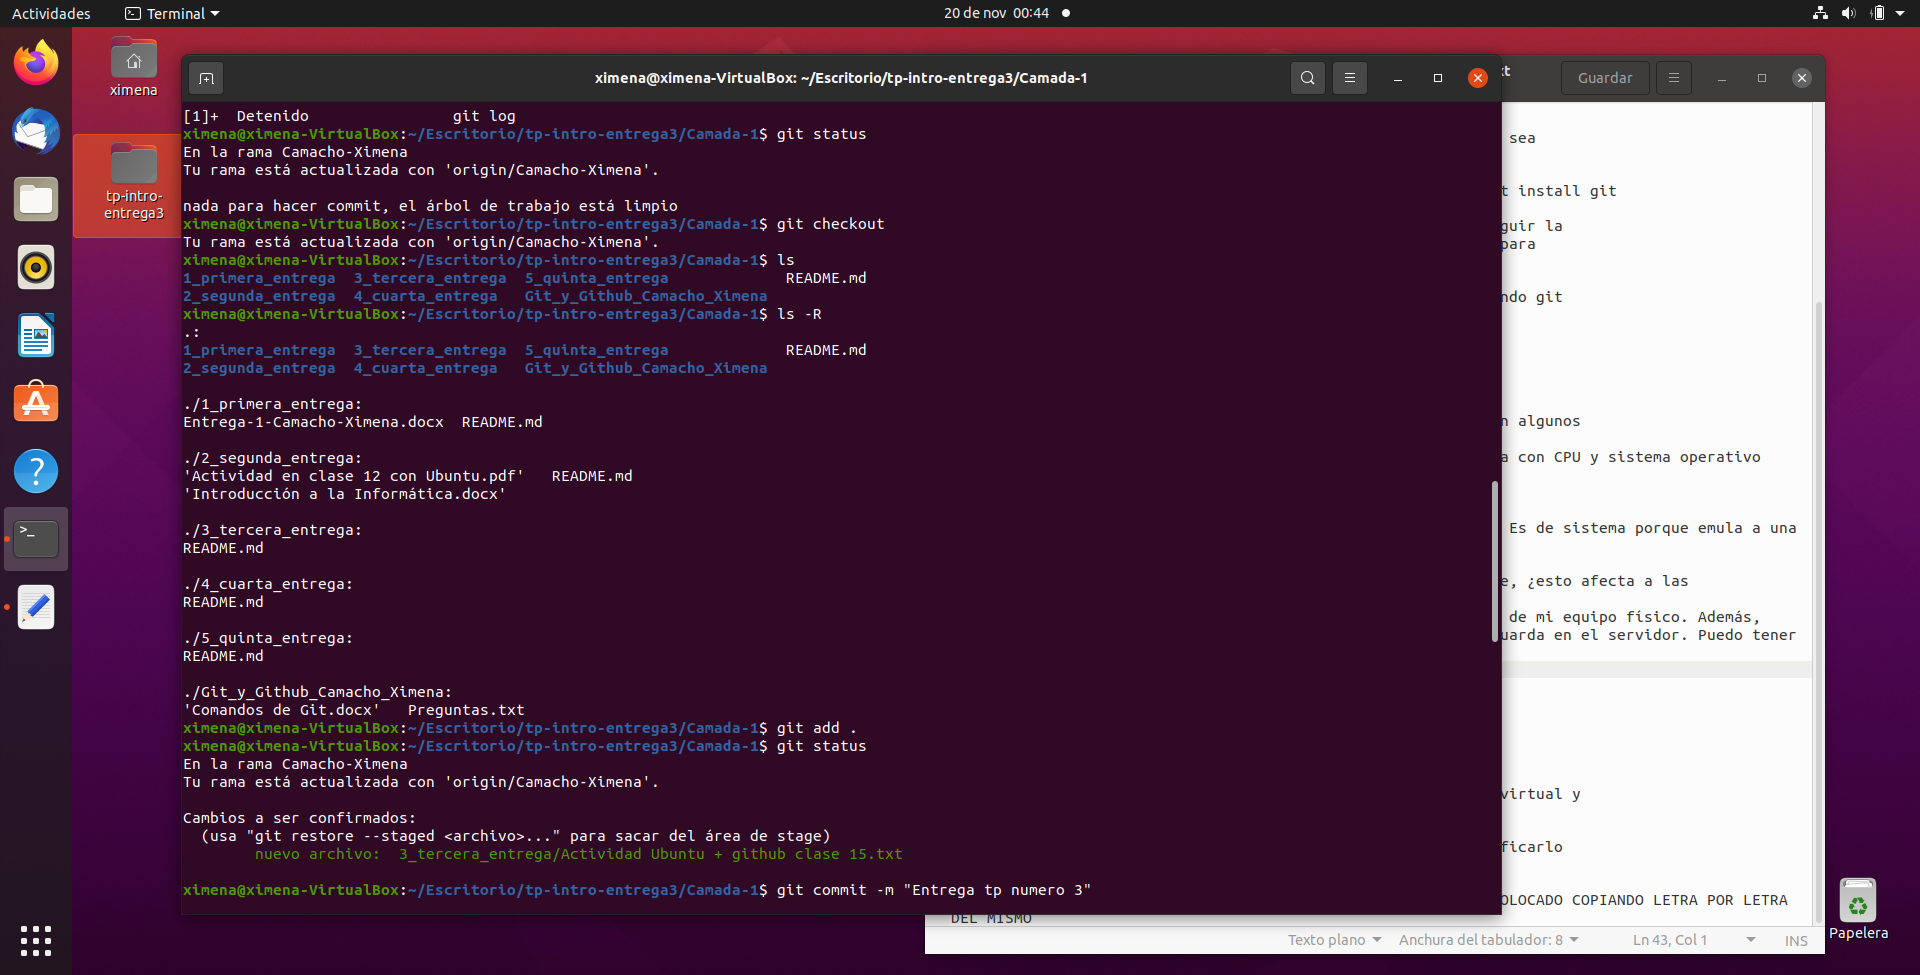 Actividades
Terminal
20 de nov 00:44
ximena
tp-intro-
entrega3
ximena@ximena-VirtualBox: ~/Escritorio/tp-intro-entrega3/Camada-1
[1]+  Detenido                git log
ximena@ximena-VirtualBox:~/Escritorio/tp-intro-entrega3/Camada-1$ git status
En la rama Camacho-Ximena
Tu rama está actualizada con 'origin/Camacho-Ximena'.
nada para hacer commit, el árbol de trabajo está limpio
ximena@ximena-VirtualBox:~/Escritorio/tp-intro-entrega3/Camada-1$ git checkout
Tu rama está actualizada con 'origin/Camacho-Ximena'.
ximena@ximena-VirtualBox:~/Escritorio/tp-intro-entrega3/Camada-1$ ls
1_primera_entrega  3_tercera_entrega  5_quinta_entrega             README.md
2_segunda_entrega  4_cuarta_entrega   Git_y_Github_Camacho_Ximena
ximena@ximena-VirtualBox:~/Escritorio/tp-intro-entrega3/Camada-1$ ls -R
.:
1_primera_entrega  3_tercera_entrega  5_quinta_entrega             README.md
2_segunda_entrega  4_cuarta_entrega   Git_y_Github_Camacho_Ximena
./1_primera_entrega:
Entrega-1-Camacho-Ximena.docx  README.md
./2_segunda_entrega:
'Actividad en clase 12 con Ubuntu.pdf'   README.md
'Introducción a la Informática.docx'
./3_tercera_entrega:
README.md
./4_cuarta_entrega:
README.md
./5_quinta_entrega:
README.md
./Git_y_Github_Camacho_Ximena:
'Comandos de Git.docx'   Preguntas.txt
ximena@ximena-VirtualBox:~/Escritorio/tp-intro-entrega3/Camada-1$ git add .
ximena@ximena-VirtualBox:~/Escritorio/tp-intro-entrega3/Camada-1$ git status
En la rama Camacho-Ximena
Tu rama está actualizada con 'origin/Camacho-Ximena'.
Cambios a ser confirmados:
  (usa "git restore --staged <archivo>..." para sacar del área de stage)
        nuevo archivo:  3_tercera_entrega/Actividad Ubuntu + github clase 15.txt
ximena@ximena-VirtualBox:~/Escritorio/tp-intro-entrega3/Camada-1$ git commit -m "Entrega tp numero 3"
xt
Guardar
sea
t install git
guir la
para
ndo git
n algunos
a con CPU y sistema operativo
Es de sistema porque emula a una
e, ¿esto afecta a las
de mi equipo físico. Además,
uarda en el servidor. Puedo tener
virtual y
ficarlo
OLOCADO COPIANDO LETRA POR LETRA
DEL MISMO
Texto plano
Anchura del tabulador: 8
Ln 43, Col 1
INS
Papelera